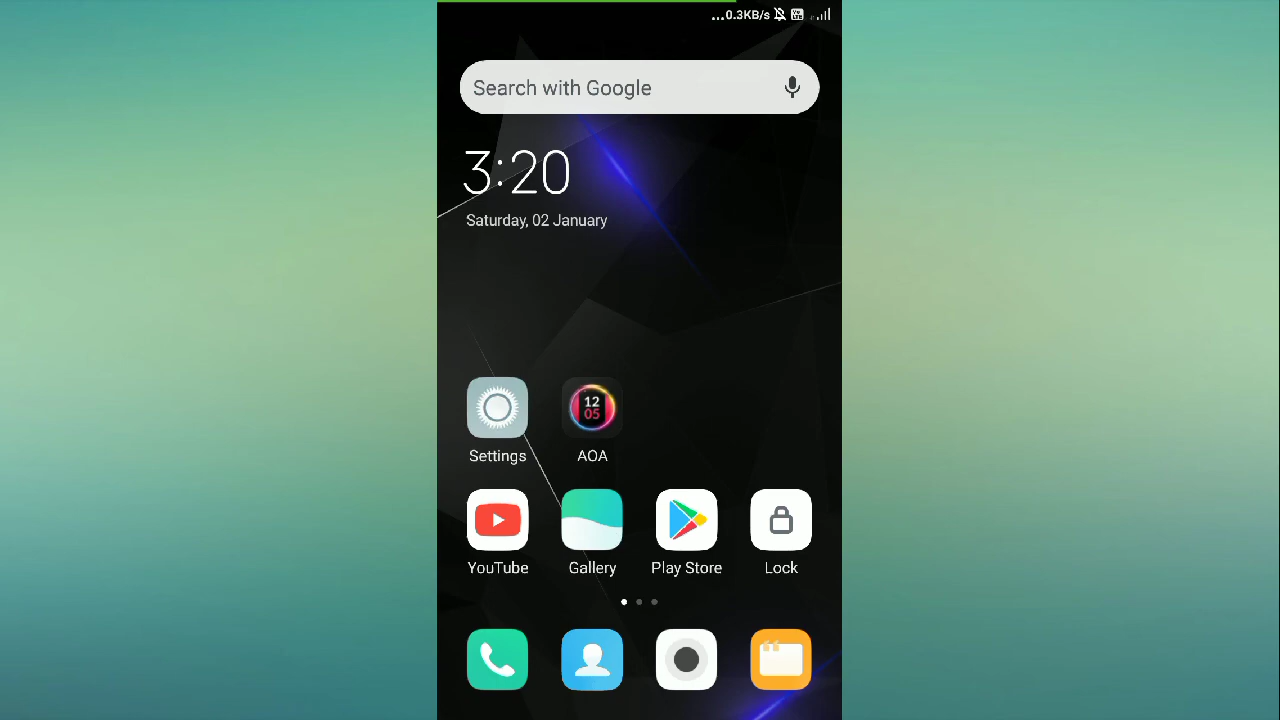 ...0.3KB/s
Search with Google
3:20
Saturday, 02 January
12
05
Settings
AOA
YouTube
Gallery
Play Store
Lock